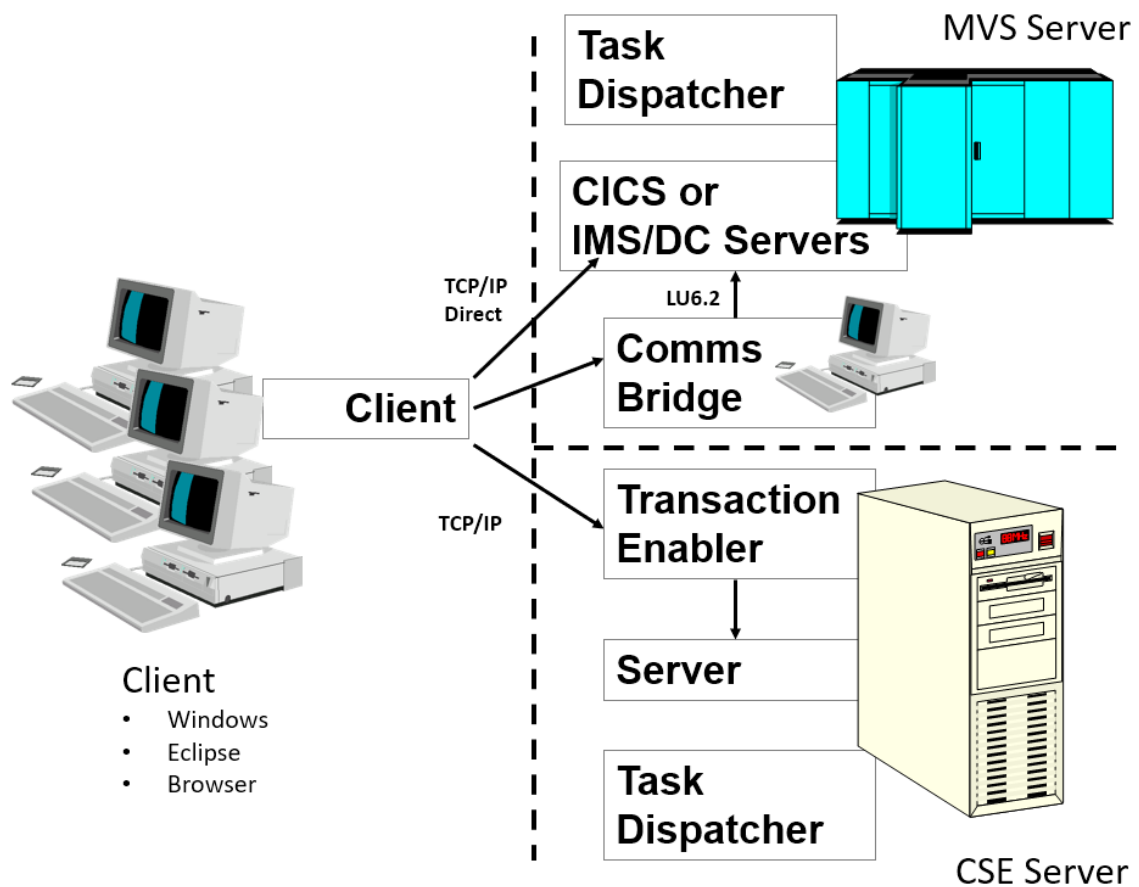 MVS Server
Task
Dispatcher
CICS or
IMS/DC Servers
TCP/IP
Direct
LU6.2
Comms
Bridge
Client
Transaction
Enabler
TCP/IP
Server
Client
• Windows
• Eclipse
• Browser
Task
Dispatcher
CSE Server